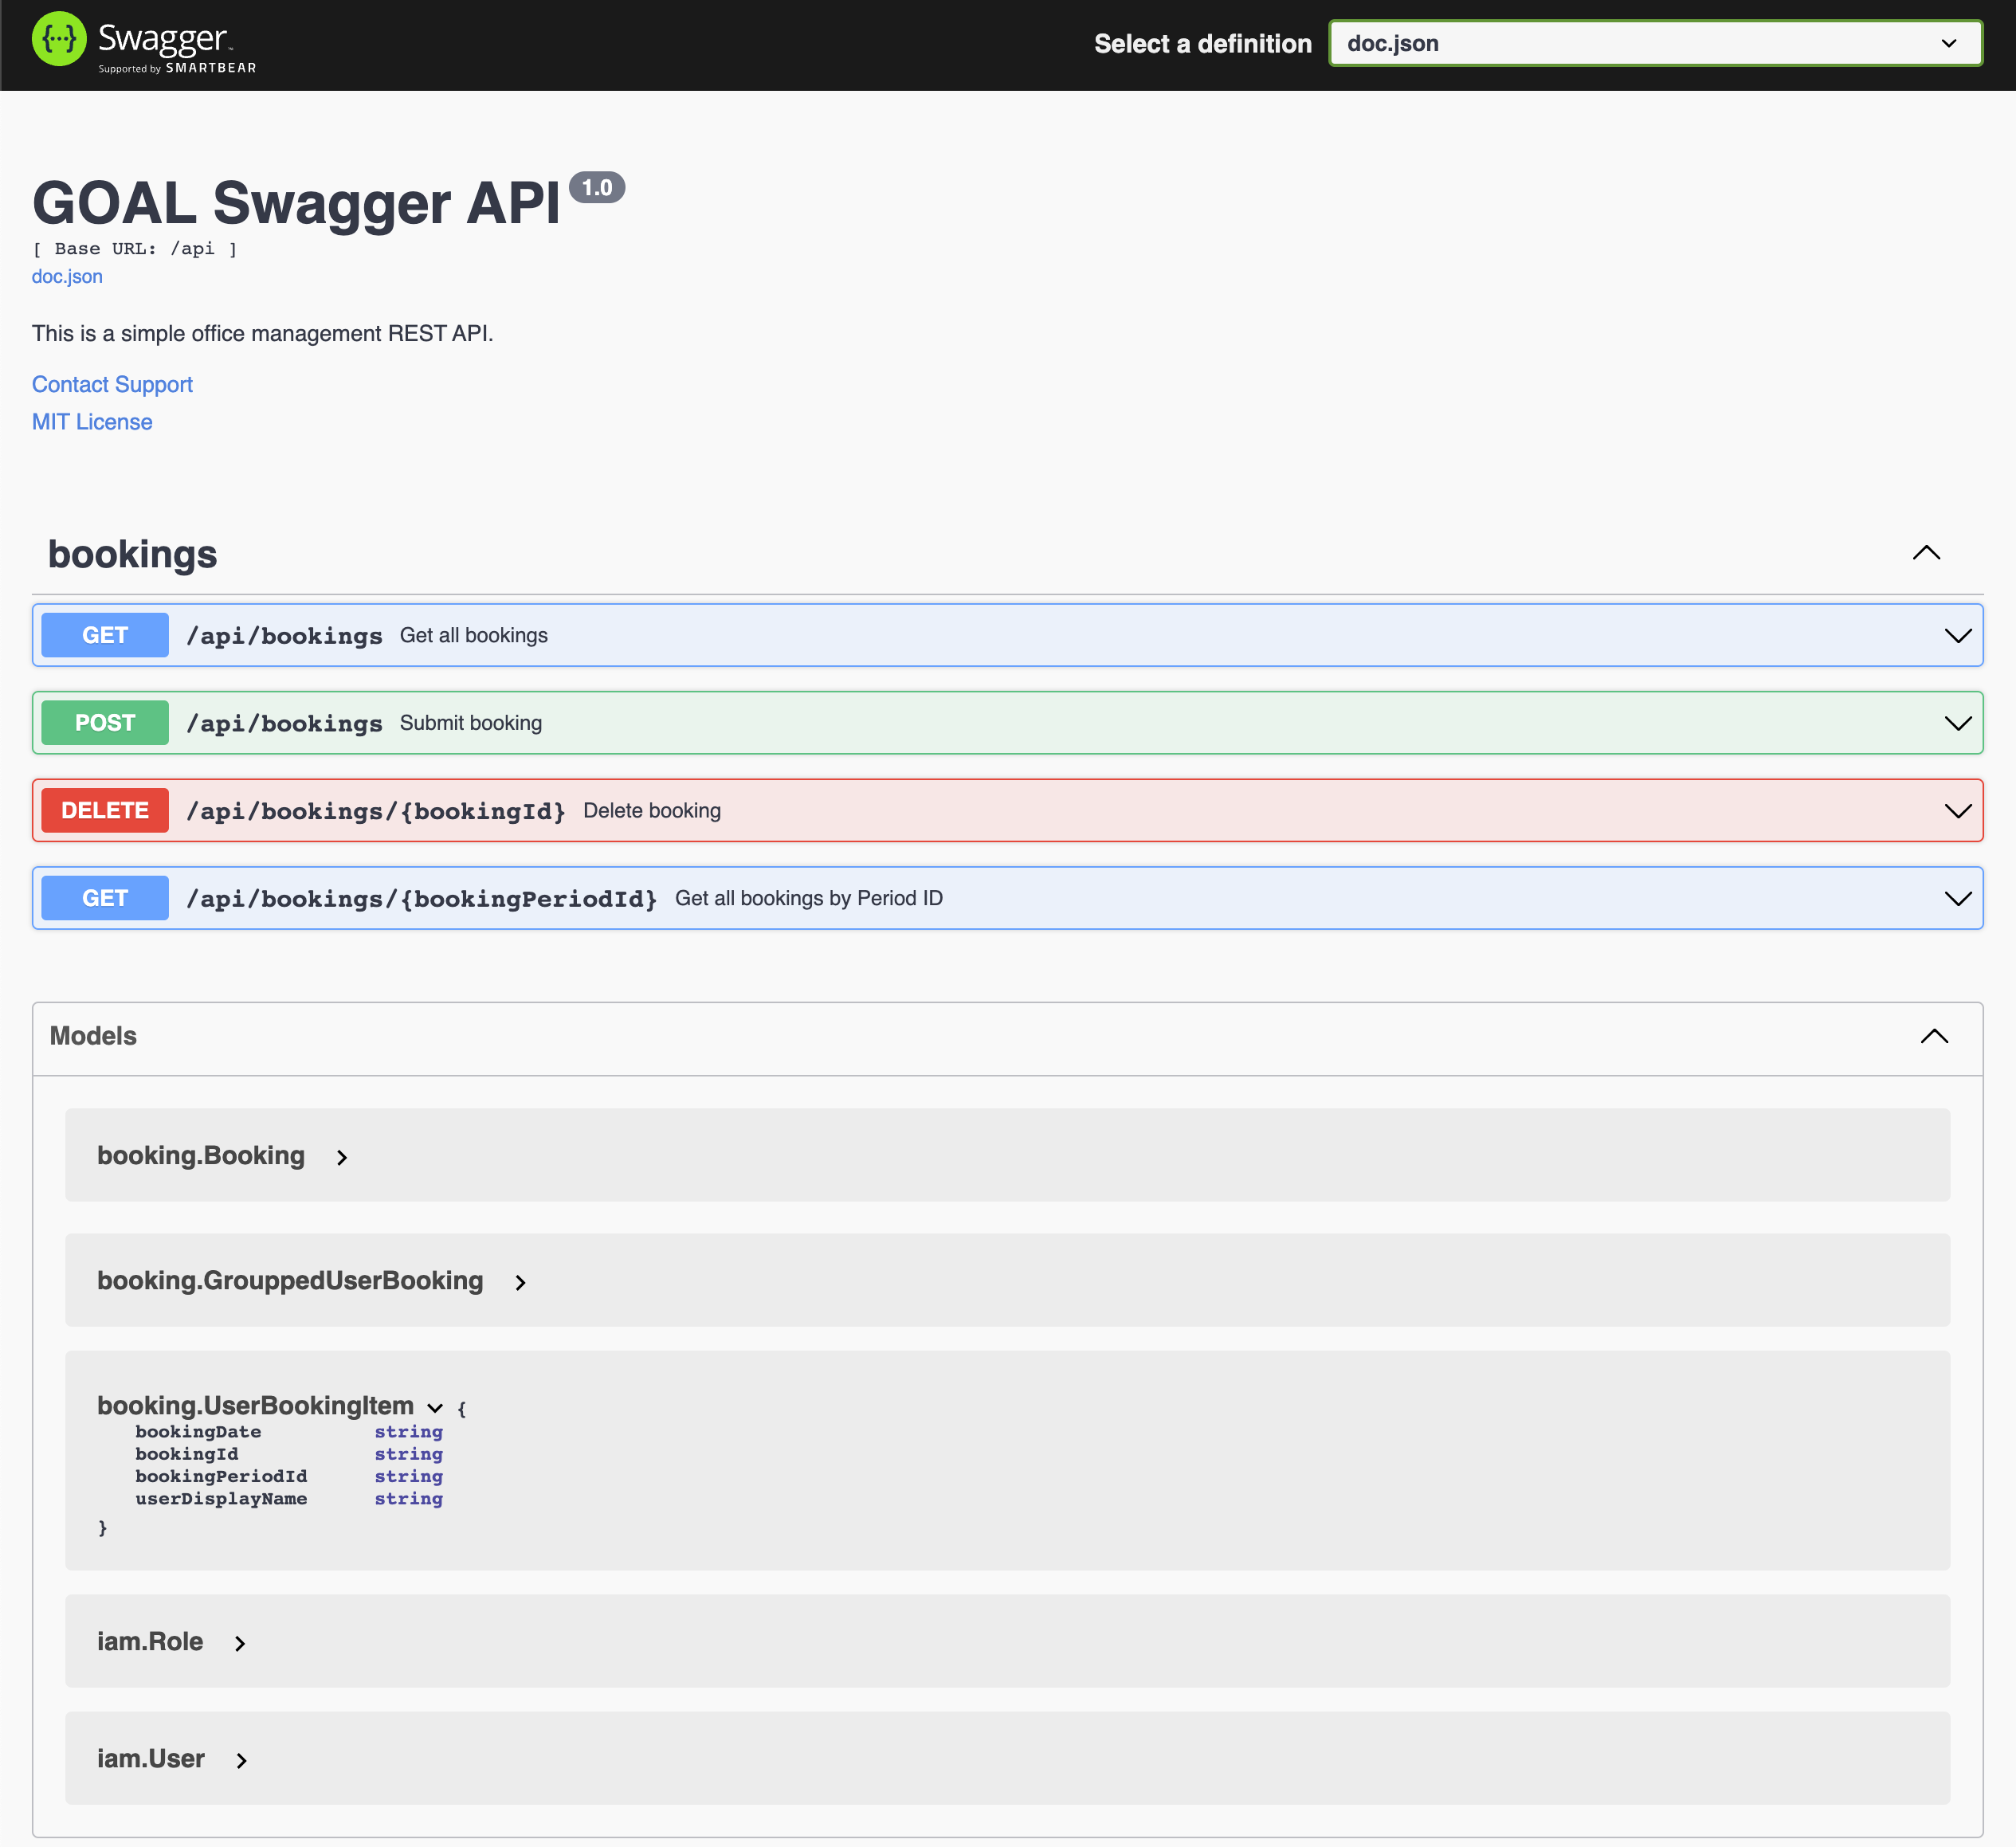 {···} Swagger™
Supported by SMARTBEAR
Select a definition doc.json
GOAL Swagger API 1.0
[ Base URL: /api ]
doc.json
This is a simple office management REST API.
Contact Support
MIT License
bookings
GET /api/bookings Get all bookings
POST /api/bookings Submit booking
DELETE /api/bookings/{bookingId} Delete booking
GET /api/bookings/{bookingPeriodId} Get all bookings by Period ID
Models
booking.Booking
booking.GrouppedUserBooking
booking.UserBookingItem {
bookingDate string
bookingId string
bookingPeriodId string
userDisplayName string
}
iam.Role
iam.User